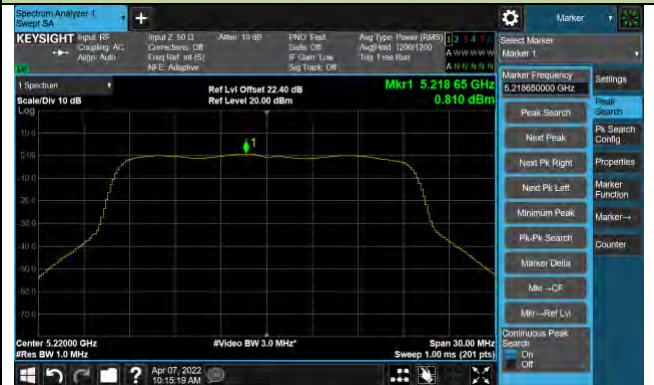 Spectrum Analyzer 1
Swept SA
+
Marker
KEYSIGHT Input: RF
Coupling: AC
Align: Auto
Input Z: 50 Ω
Corrections: Off
Freq Ref: Int (S)
NFE: Adaptive
Atten: 10 dB
PNO: Fast
Gate: Off
IF Gain: Low
Sig Track: Off
Avg Type: Power (RMS)
Avg|Hold: 1200/1200
Trig: Free Run
1 2 3 4 5 6
A W W W W W
A N N N N N
Select Marker
Marker 1
1 Spectrum
Scale/Div 10 dB
Log
Ref Lvl Offset 22.40 dB
Ref Level 20.00 dBm
Mkr1 5.218 65 GHz
0.810 dBm
1
10.0
0.00
-10.0
-20.0
-30.0
-40.0
-50.0
-60.0
-70.0
Center 5.22000 GHz
#Res BW 1.0 MHz
#Video BW 3.0 MHz*
Span 30.00 MHz
Sweep 1.00 ms (201 pts)
Marker Frequency
5.218650000 GHz
Peak Search
Next Peak
Next Pk Right
Next Pk Left
Minimum Peak
Pk-Pk Search
Marker Delta
Mkr→CF
Mkr→Ref Lvl
Continuous Peak
Search
On
Off
Settings
Peak
Search
Pk Search
Config
Properties
Marker
Function
Marker→
Counter
?
Apr 07, 2022
10:15:19 AM